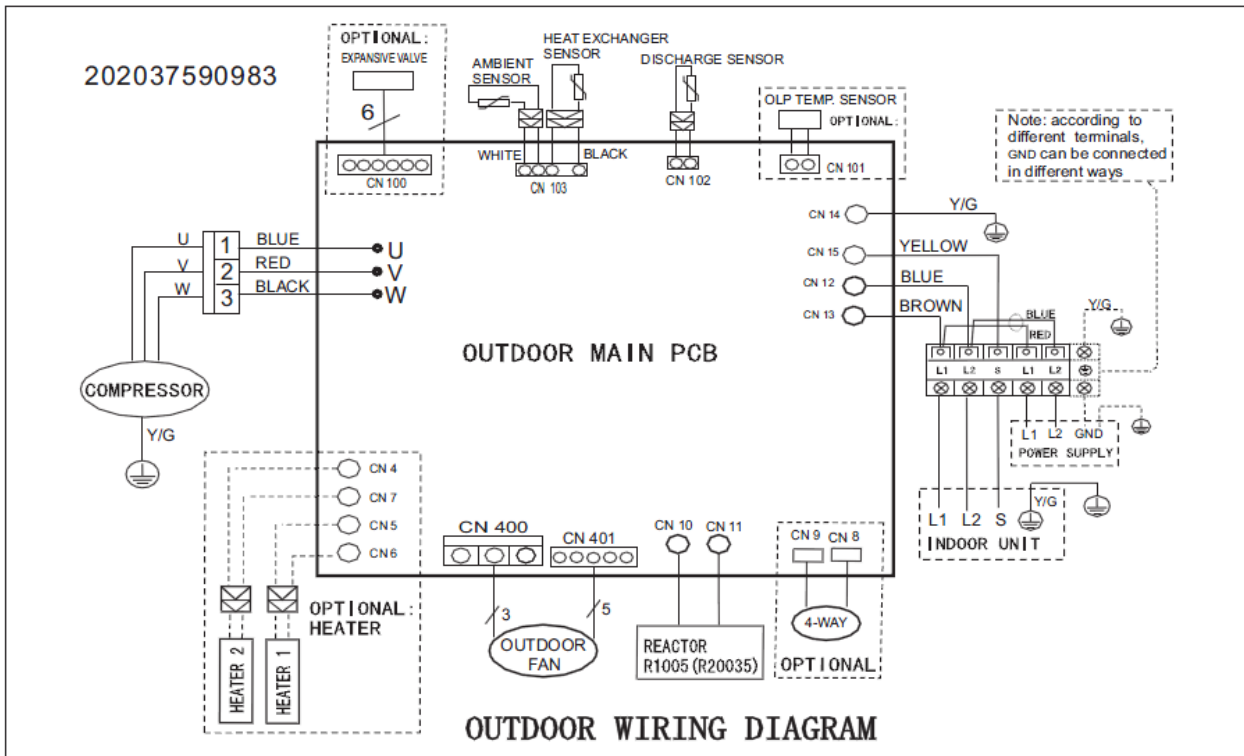 202037590983
OPTIONAL:
EXPANSIVE VALVE
6
CN 100
AMBIENT
SENSOR
HEAT EXCHANGER
SENSOR
WHITE
BLACK
CN 103
DISCHARGE SENSOR
CN 102
OLP TEMP. SENSOR
OPTIONAL:
CN 101
Note: according to
different terminals,
GND can be connected
in different ways
U 1 BLUE U
V 2 RED V
W 3 BLACK W
COMPRESSOR
Y/G
OUTDOOR MAIN PCB
CN 14 Y/G
CN 15 YELLOW
CN 12 BLUE
CN 13 BROWN
BLUE
RED
Y/G
L1 L2 S L1 L2
L1 L2 GND
POWER SUPPLY
Y/G
L1 L2 S
INDOOR UNIT
CN 4
CN 7
CN 5
CN 6
OPTIONAL:
HEATER
HEATER 2
HEATER 1
CN 400
CN 401
3
5
OUTDOOR
FAN
CN 10 CN 11
REACTOR
R1005 (R20035)
CN 9 CN 8
4-WAY
OPTIONAL
OUTDOOR WIRING DIAGRAM